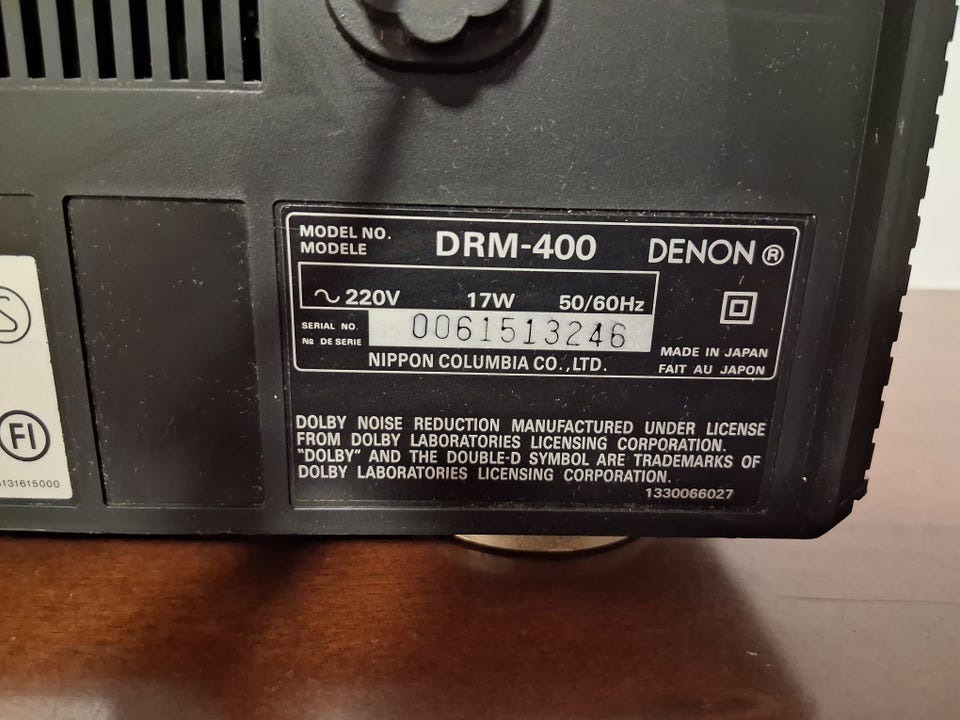 MODEL NO.
MODELE
DRM-400
DENON®
~ 220V 17W 50/60Hz
SERIAL NO.
Nº DE SERIE
0061513246
NIPPON COLUMBIA CO.,LTD.
MADE IN JAPAN
FAIT AU JAPON
DOLBY NOISE REDUCTION MANUFACTURED UNDER LICENSE
FROM DOLBY LABORATORIES LICENSING CORPORATION.
"DOLBY" AND THE DOUBLE-D SYMBOL ARE TRADEMARKS OF
DOLBY LABORATORIES LICENSING CORPORATION.
1330066027
S
FI
131615000